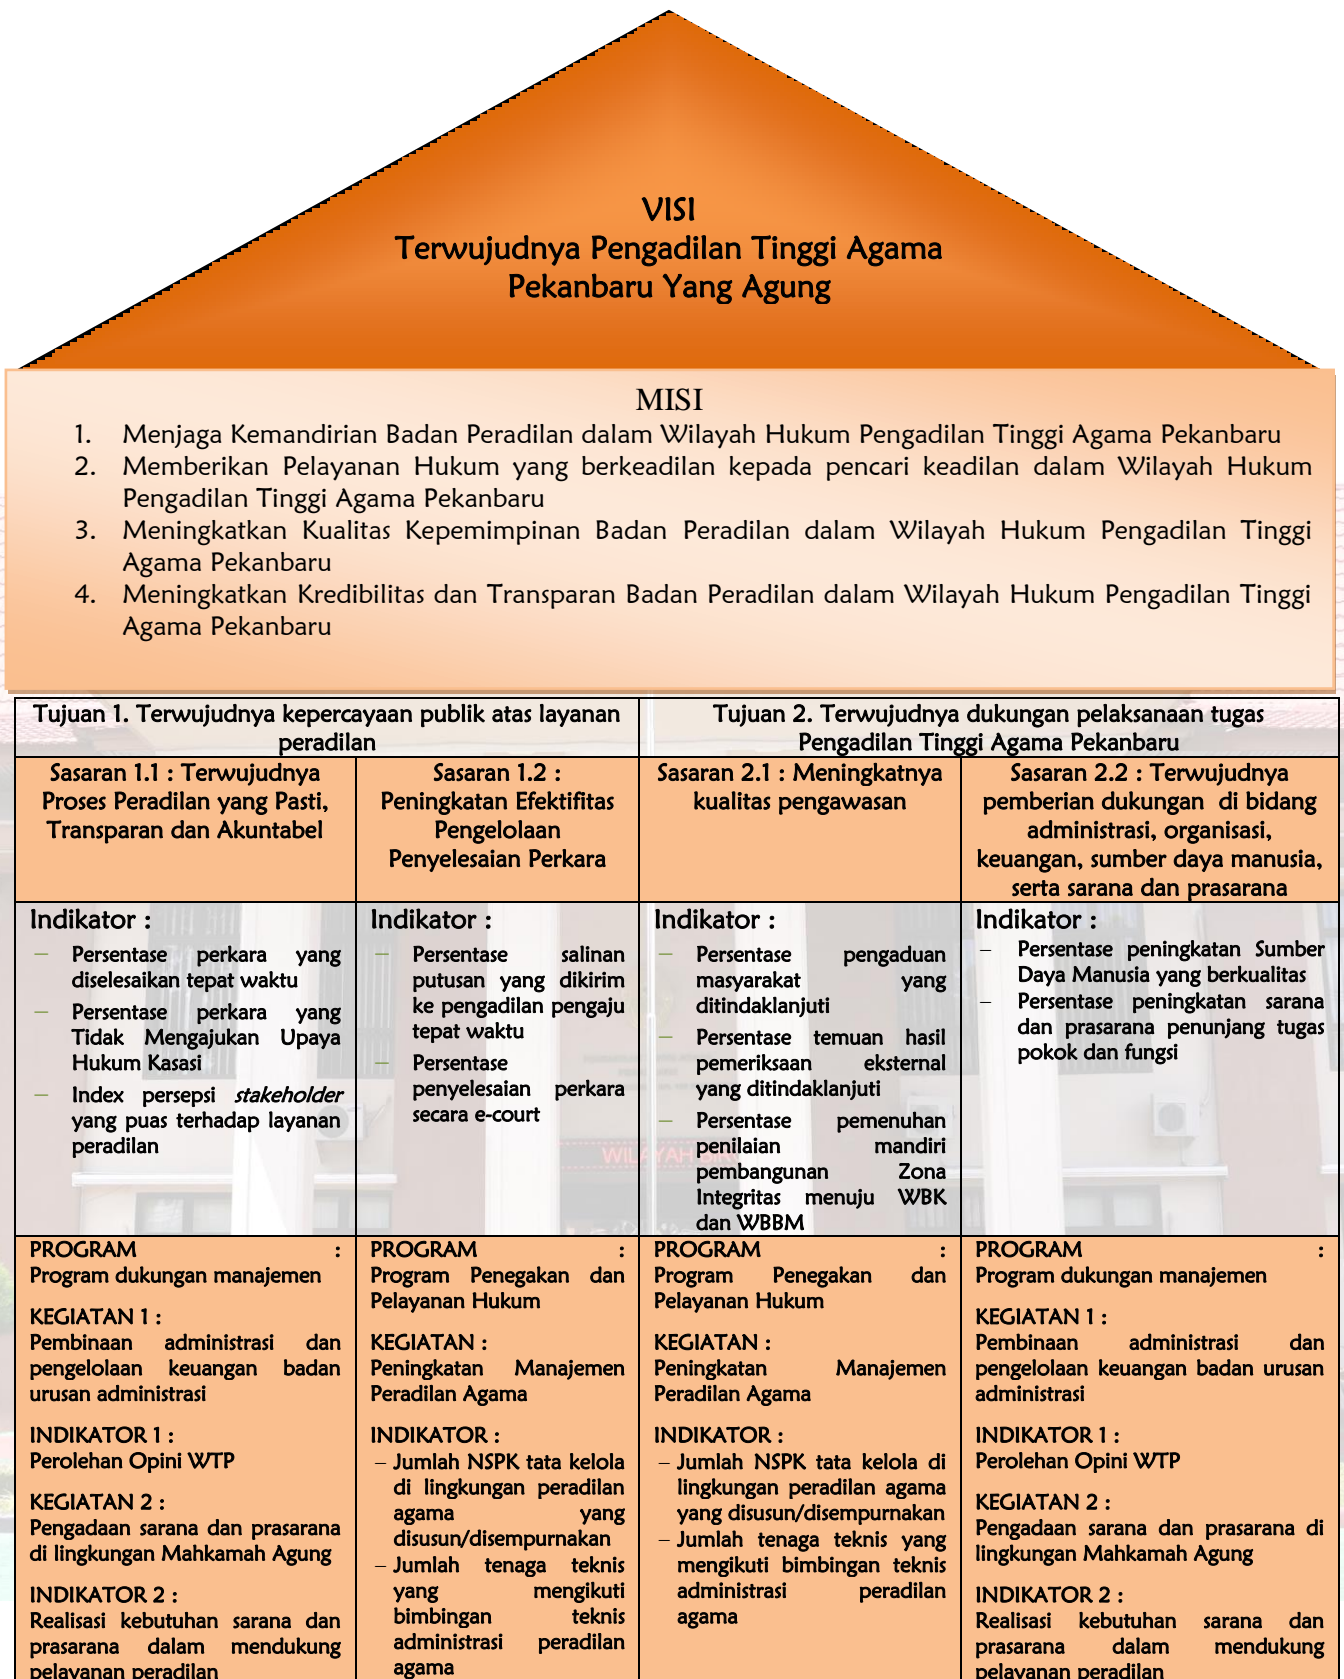 VISI
Terwujudnya Pengadilan Tinggi Agama
Pekanbaru Yang Agung
MISI
1. Menjaga Kemandirian Badan Peradilan dalam Wilayah Hukum Pengadilan Tinggi Agama Pekanbaru
2. Memberikan Pelayanan Hukum yang berkeadilan kepada pencari keadilan dalam Wilayah Hukum
Pengadilan Tinggi Agama Pekanbaru
3. Meningkatkan Kualitas Kepemimpinan Badan Peradilan dalam Wilayah Hukum Pengadilan Tinggi
Agama Pekanbaru
4. Meningkatkan Kredibilitas dan Transparan Badan Peradilan dalam Wilayah Hukum Pengadilan Tinggi
Agama Pekanbaru
Tujuan 1. Terwujudnya kepercayaan publik atas layanan
peradilan
Tujuan 2. Terwujudnya dukungan pelaksanaan tugas
Pengadilan Tinggi Agama Pekanbaru
Sasaran 1.1 : Terwujudnya
Proses Peradilan yang Pasti,
Transparan dan Akuntabel
Sasaran 1.2 :
Peningkatan Efektifitas
Pengelolaan
Penyelesaian Perkara
Sasaran 2.1 : Meningkatnya
kualitas pengawasan
Sasaran 2.2 : Terwujudnya
pemberian dukungan di bidang
administrasi, organisasi,
keuangan, sumber daya manusia,
serta sarana dan prasarana
Indikator :
– Persentase perkara yang
diselesaikan tepat waktu
– Persentase perkara yang
Tidak Mengajukan Upaya
Hukum Kasasi
– Index persepsi stakeholder
yang puas terhadap layanan
peradilan
Indikator :
– Persentase salinan
putusan yang dikirim
ke pengadilan pengaju
tepat waktu
– Persentase
penyelesaian perkara
secara e-court
Indikator :
– Persentase pengaduan
masyarakat yang
ditindaklanjuti
– Persentase temuan hasil
pemeriksaan eksternal
yang ditindaklanjuti
– Persentase pemenuhan
penilaian mandiri
pembangunan Zona
Integritas menuju WBK
dan WBBM
Indikator :
– Persentase peningkatan Sumber
Daya Manusia yang berkualitas
– Persentase peningkatan sarana
dan prasarana penunjang tugas
pokok dan fungsi
WILAYAH
PROGRAM :
Program dukungan manajemen
KEGIATAN 1 :
Pembinaan administrasi dan
pengelolaan keuangan badan
urusan administrasi
INDIKATOR 1 :
Perolehan Opini WTP
KEGIATAN 2 :
Pengadaan sarana dan prasarana
di lingkungan Mahkamah Agung
INDIKATOR 2 :
Realisasi kebutuhan sarana dan
prasarana dalam mendukung
pelayanan peradilan
PROGRAM :
Program Penegakan dan
Pelayanan Hukum
KEGIATAN :
Peningkatan Manajemen
Peradilan Agama
INDIKATOR :
– Jumlah NSPK tata kelola
di lingkungan peradilan
agama yang
disusun/disempurnakan
– Jumlah tenaga teknis
yang mengikuti
bimbingan teknis
administrasi peradilan
agama
PROGRAM :
Program Penegakan dan
Pelayanan Hukum
KEGIATAN :
Peningkatan Manajemen
Peradilan Agama
INDIKATOR :
– Jumlah NSPK tata kelola di
lingkungan peradilan agama
yang disusun/disempurnakan
– Jumlah tenaga teknis yang
mengikuti bimbingan teknis
administrasi peradilan
agama
PROGRAM :
Program dukungan manajemen
KEGIATAN 1 :
Pembinaan administrasi dan
pengelolaan keuangan badan urusan
administrasi
INDIKATOR 1 :
Perolehan Opini WTP
KEGIATAN 2 :
Pengadaan sarana dan prasarana di
lingkungan Mahkamah Agung
INDIKATOR 2 :
Realisasi kebutuhan sarana dan
prasarana dalam mendukung
pelayanan peradilan